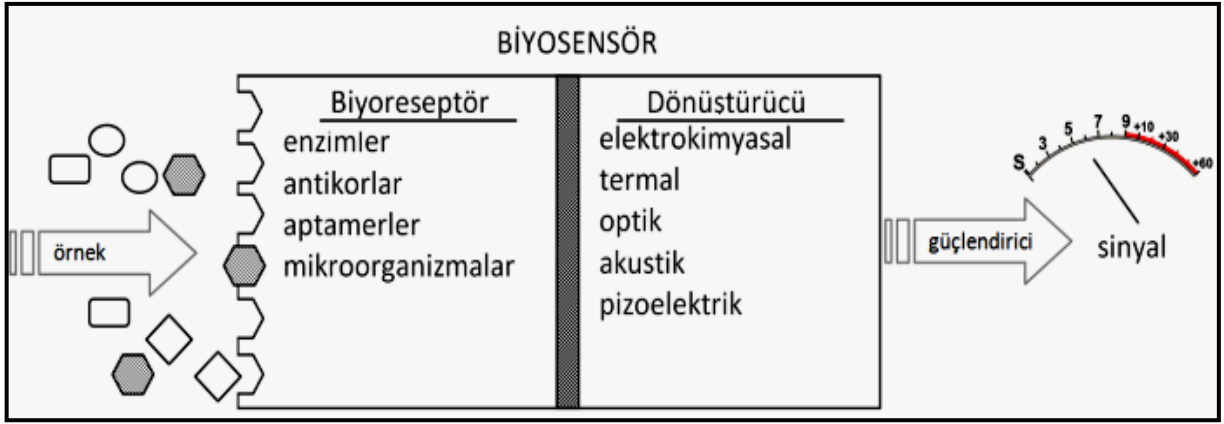 BİYOSENSÖR
Biyoreseptör
enzimler
antikorlar
aptamerler
mikroorganizmalar
Dönüştürücü
elektrokimyasal
termal
optik
akustik
pizoelektrik
örnek
güçlendirici
S 3 5 7 9 +10 +30 +60
sinyal